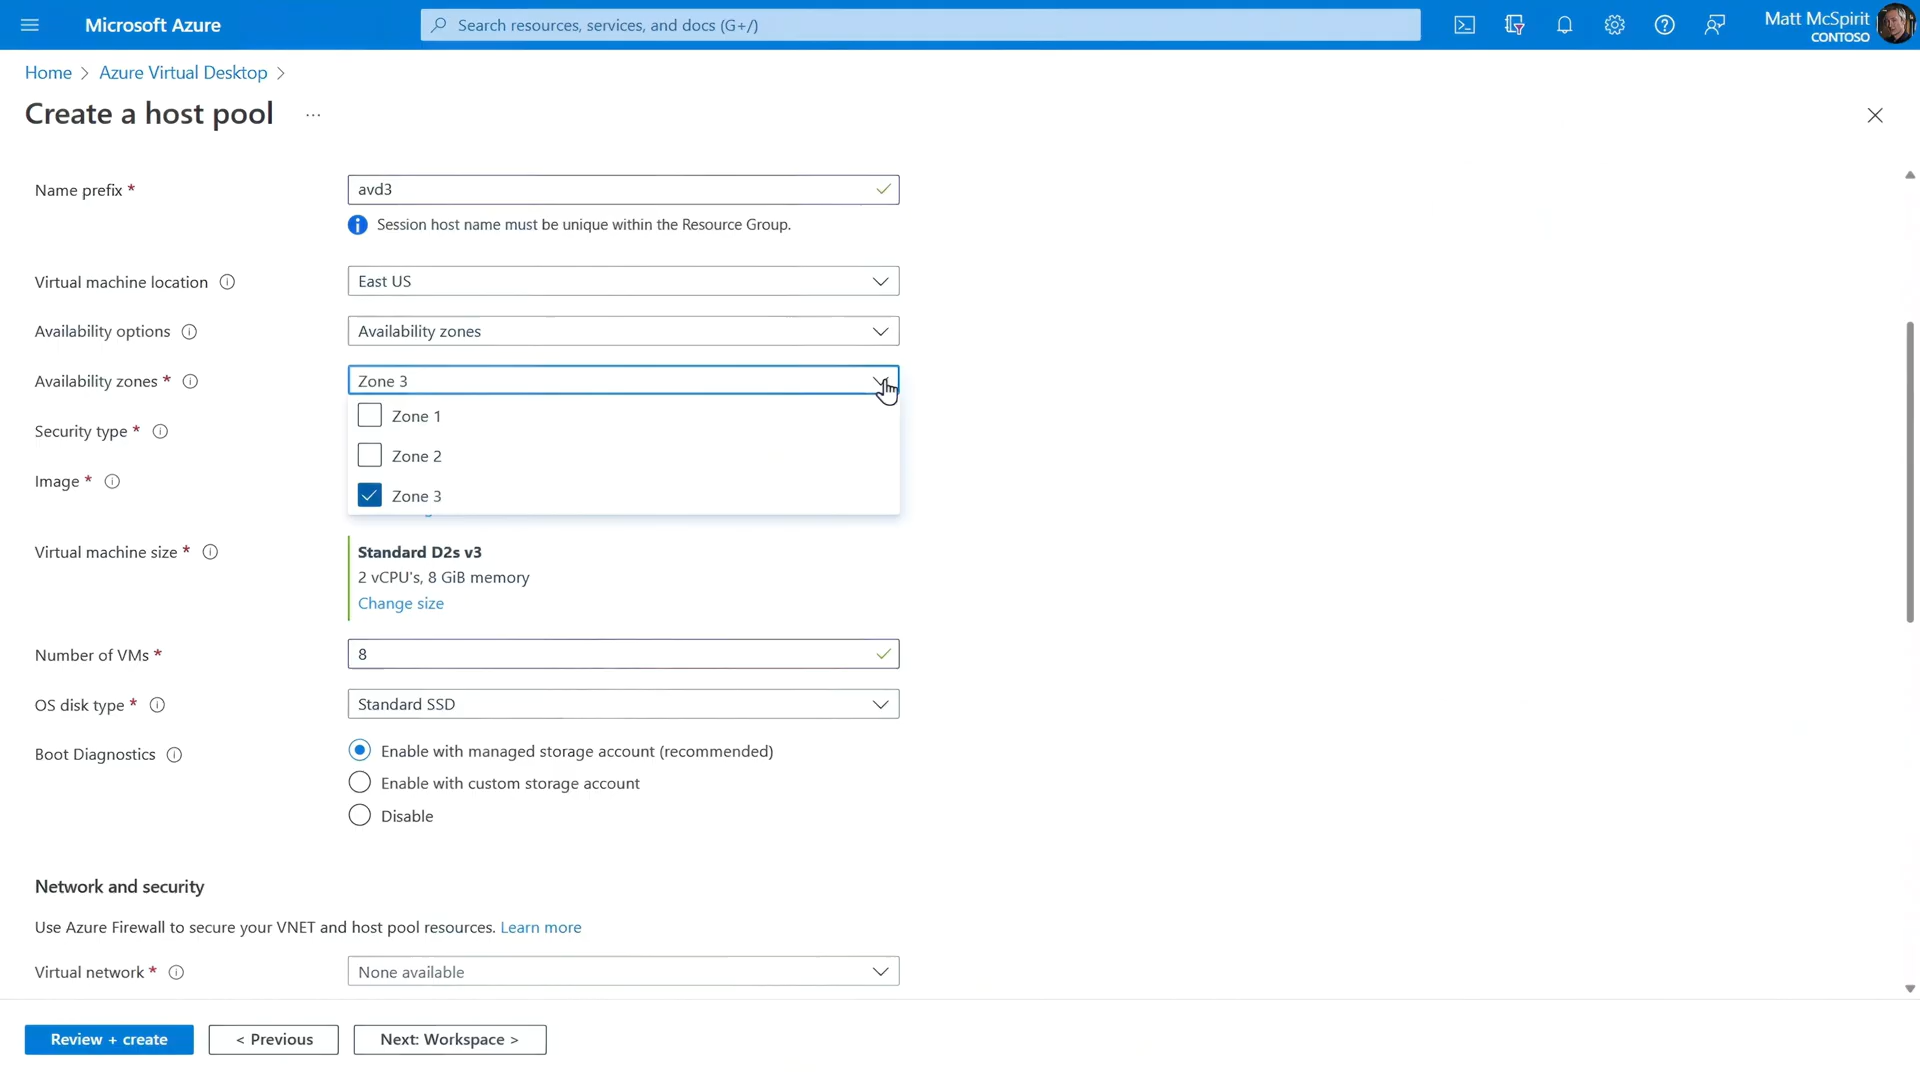 Microsoft Azure
Search resources, services, and docs (G+/)
Matt McSpirit
CONTOSO
Home > Azure Virtual Desktop >
Create a host pool ...
Name prefix *
avd3
Session host name must be unique within the Resource Group.
Virtual machine location
East US
Availability options
Availability zones
Availability zones *
Zone 3
Zone 1
Zone 2
Zone 3
Security type *
Image *
Virtual machine size *
Standard D2s v3
2 vCPU's, 8 GiB memory
Change size
Number of VMs *
8
OS disk type *
Standard SSD
Boot Diagnostics
Enable with managed storage account (recommended)
Enable with custom storage account
Disable
Network and security
Use Azure Firewall to secure your VNET and host pool resources. Learn more
Virtual network *
None available
Review + create
< Previous
Next: Workspace >